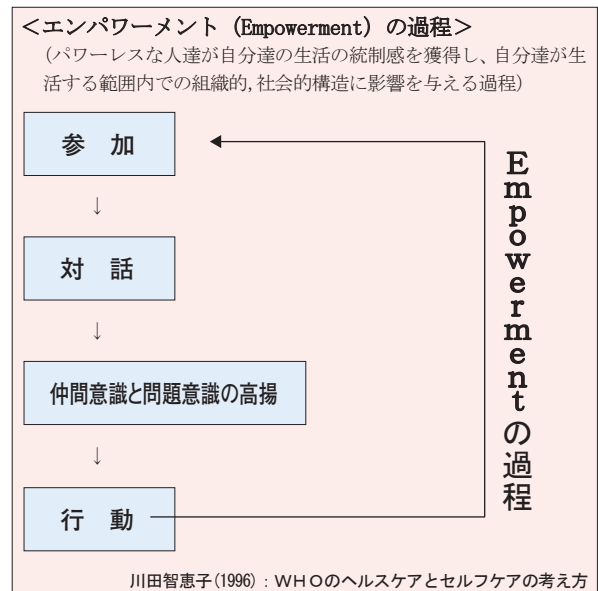 ＜エンパワーメント (Empowerment) の過程＞
(パワーレスな人達が自分達の生活の統制感を獲得し、自分達が生
活する範囲内での組織的,社会的構造に影響を与える過程)
参　加
↓
対　話
↓
仲間意識と問題意識の高揚
↓
行　動
Empowermentの過程
川田智恵子(1996)：ＷＨＯのヘルスケアとセルフケアの考え方